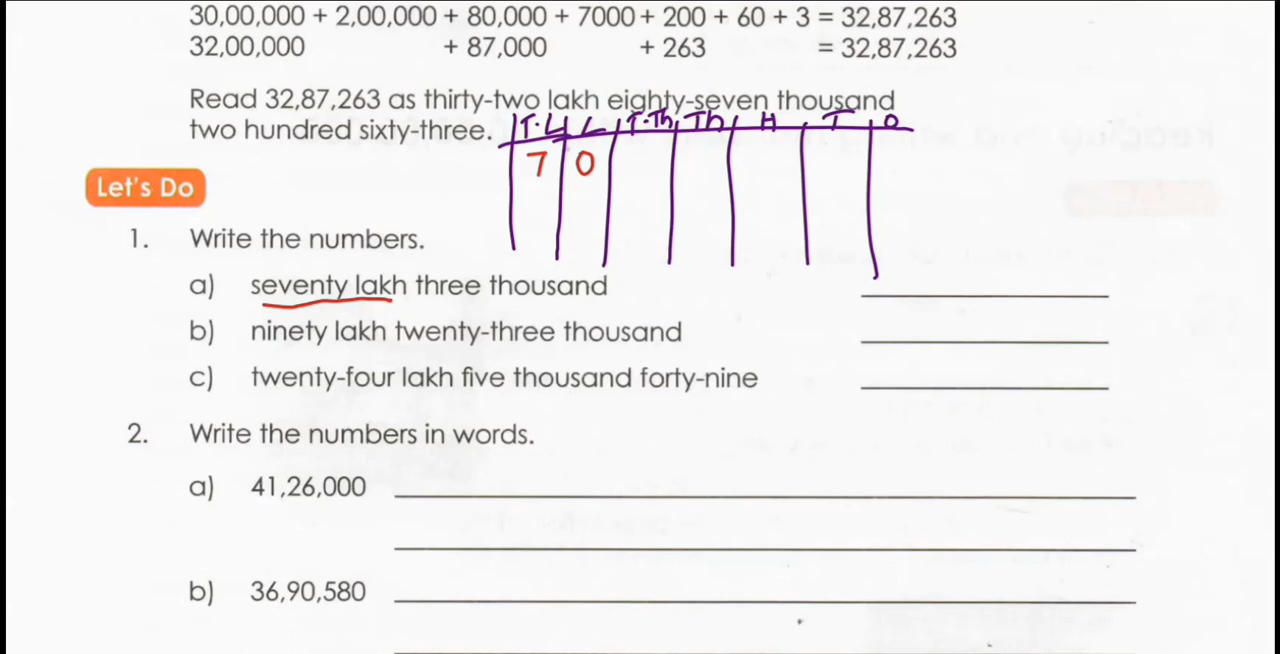 30,00,000 + 2,00,000 + 80,000 + 7000 + 200 + 60 + 3 = 32,87,263
32,00,000 + 87,000 + 263 = 32,87,263
Read 32,87,263 as thirty-two lakh eighty-seven thousand
two hundred sixty-three.
T.L L T.Th Th H T O
7 0
Let's Do
1. Write the numbers.
a) seventy lakh three thousand
b) ninety lakh twenty-three thousand
c) twenty-four lakh five thousand forty-nine
2. Write the numbers in words.
a) 41,26,000
b) 36,90,580